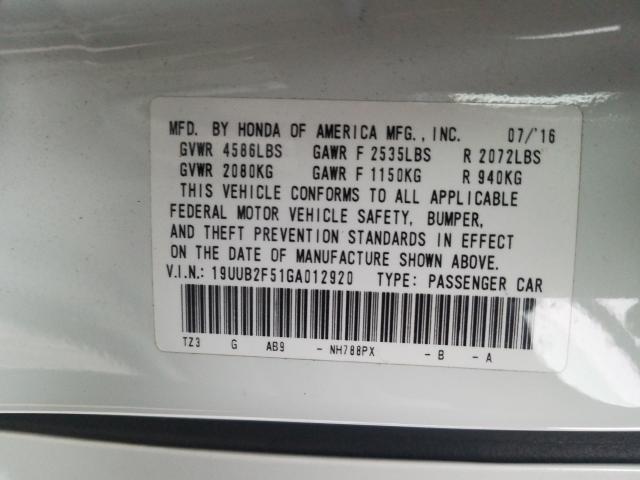 MFD. BY HONDA OF AMERICA MFG., INC. 07/'16
GVWR 4586LBS GAWR F 2535LBS R 2072LBS
GVWR 2080KG GAWR F 1150KG R 940KG
THIS VEHICLE CONFORMS TO ALL APPLICABLE
FEDERAL MOTOR VEHICLE SAFETY, BUMPER,
AND THEFT PREVENTION STANDARDS IN EFFECT
ON THE DATE OF MANUFACTURE SHOWN ABOVE.
V.I.N.: 19UUB2F51GA012920 TYPE: PASSENGER CAR
TZ3 G AB9 - NH788PX - B - A